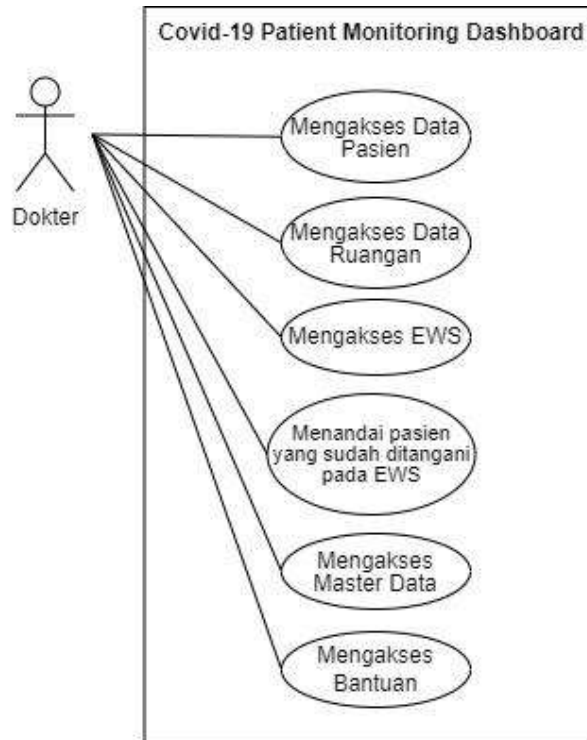 Covid-19 Patient Monitoring Dashboard
Dokter
Mengakses Data
Pasien
Mengakses Data
Ruangan
Mengakses EWS
Menandai pasien
yang sudah ditangani
pada EWS
Mengakses
Master Data
Mengakses
Bantuan